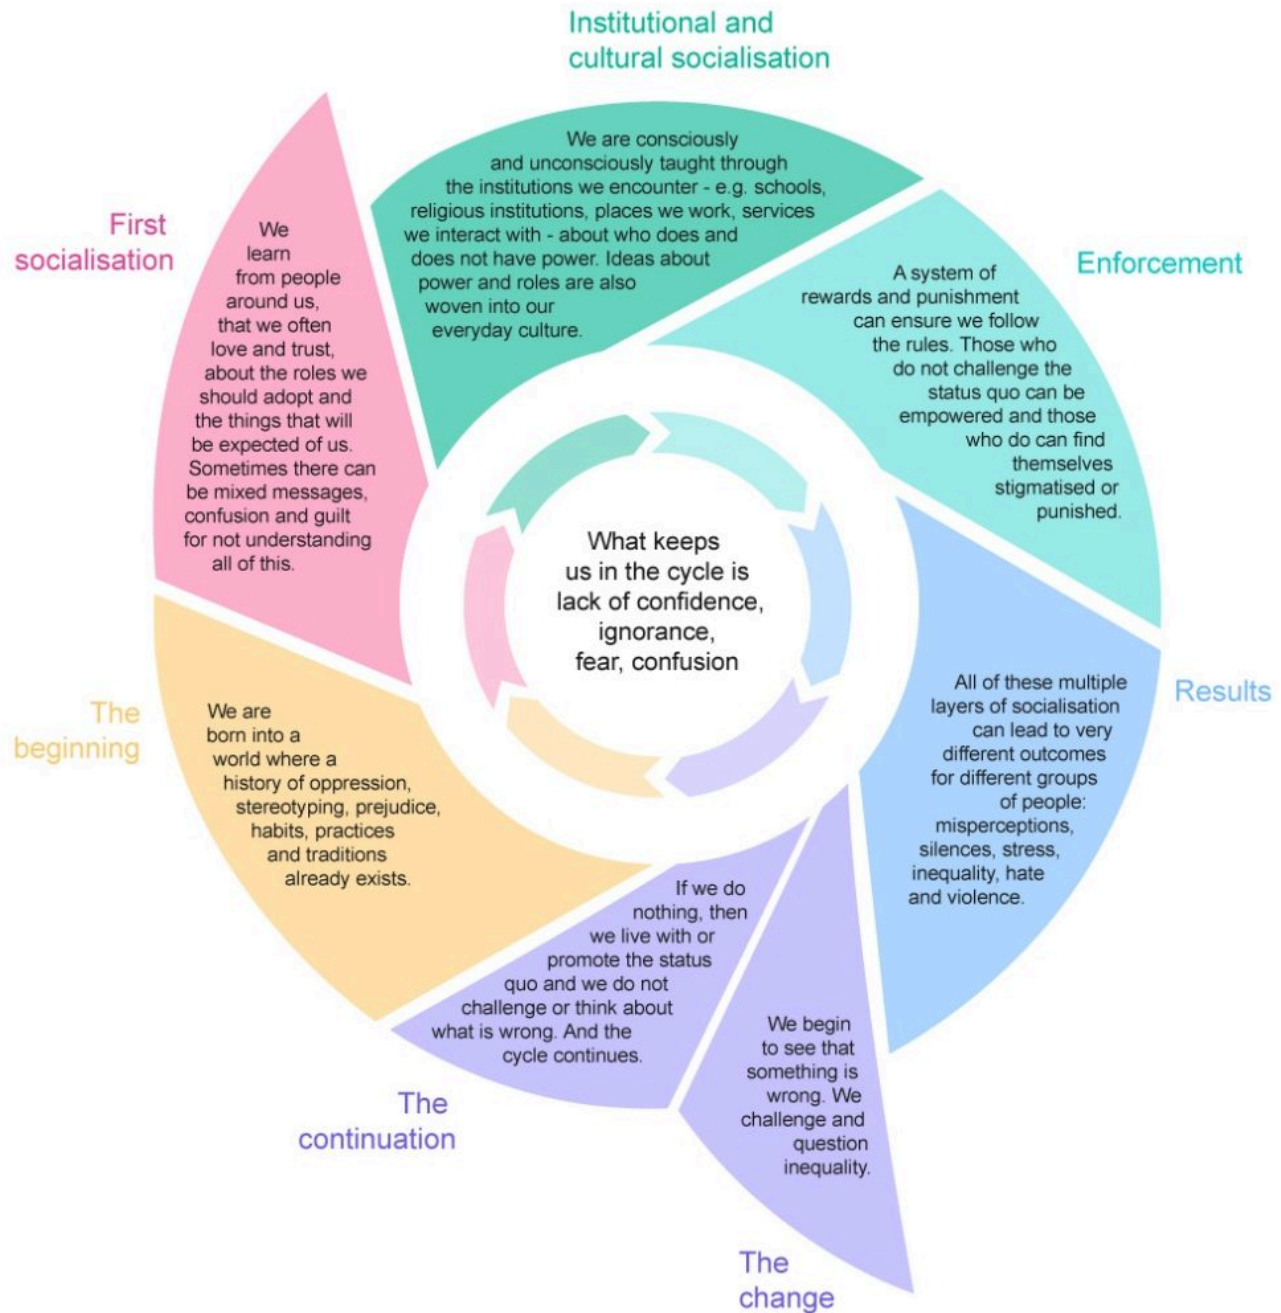 Institutional and
cultural socialisation
We are consciously
and unconsciously taught through
the institutions we encounter - e.g. schools,
religious institutions, places we work, services
we interact with - about who does and
does not have power. Ideas about
power and roles are also
woven into our
everyday culture.
Enforcement
A system of
rewards and punishment
can ensure we follow
the rules. Those who
do not challenge the
status quo can be
empowered and those
who do can find
themselves
stigmatised or
punished.
Results
All of these multiple
layers of socialisation
can lead to very
different outcomes
for different groups
of people:
misperceptions,
silences, stress,
inequality, hate
and violence.
The
change
We begin
to see that
something is
wrong. We
challenge and
question
inequality.
The
continuation
If we do
nothing, then
we live with or
promote the status
quo and we do not
challenge or think about
what is wrong. And the
cycle continues.
The
beginning
We are
born into a
world where a
history of oppression,
stereotyping, prejudice,
habits, practices
and traditions
already exists.
First
socialisation
We
learn
from people
around us,
that we often
love and trust,
about the roles we
should adopt and
the things that will
be expected of us.
Sometimes there can
be mixed messages,
confusion and guilt
for not understanding
all of this.
What keeps
us in the cycle is
lack of confidence,
ignorance,
fear, confusion